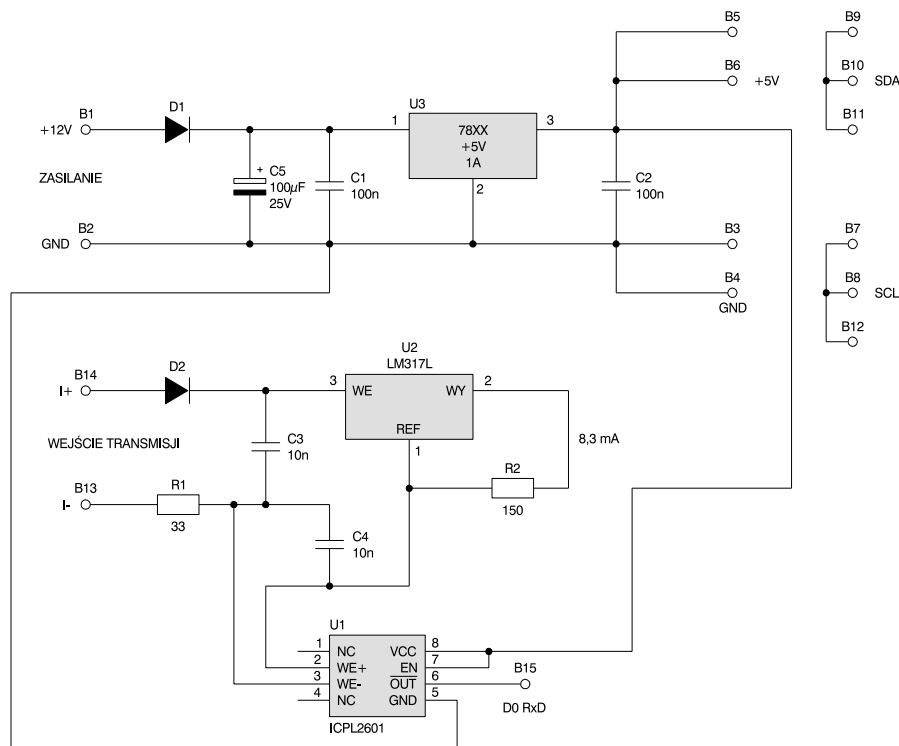 B5
B9
B6
+5V
B10
SDA
B11
+12V
B1
D1
U3
1
78XX
+5V
1A
3
2
ZASILANIE
+
C5
100µF
25V
C1
100n
C2
100n
GND
B2
B3
B4
GND
B7
B8
SCL
B12
I+
B14
D2
U2
LM317L
3
WE
WY
2
REF
1
8,3 mA
WEJŚCIE TRANSMISJI
C3
10n
I-
B13
R1
33
R2
150
C4
10n
U1
1
NC
VCC
8
2
WE+
EN
7
3
WE-
OUT
6
4
NC
GND
5
ICPL2601
B15
D0 RxD